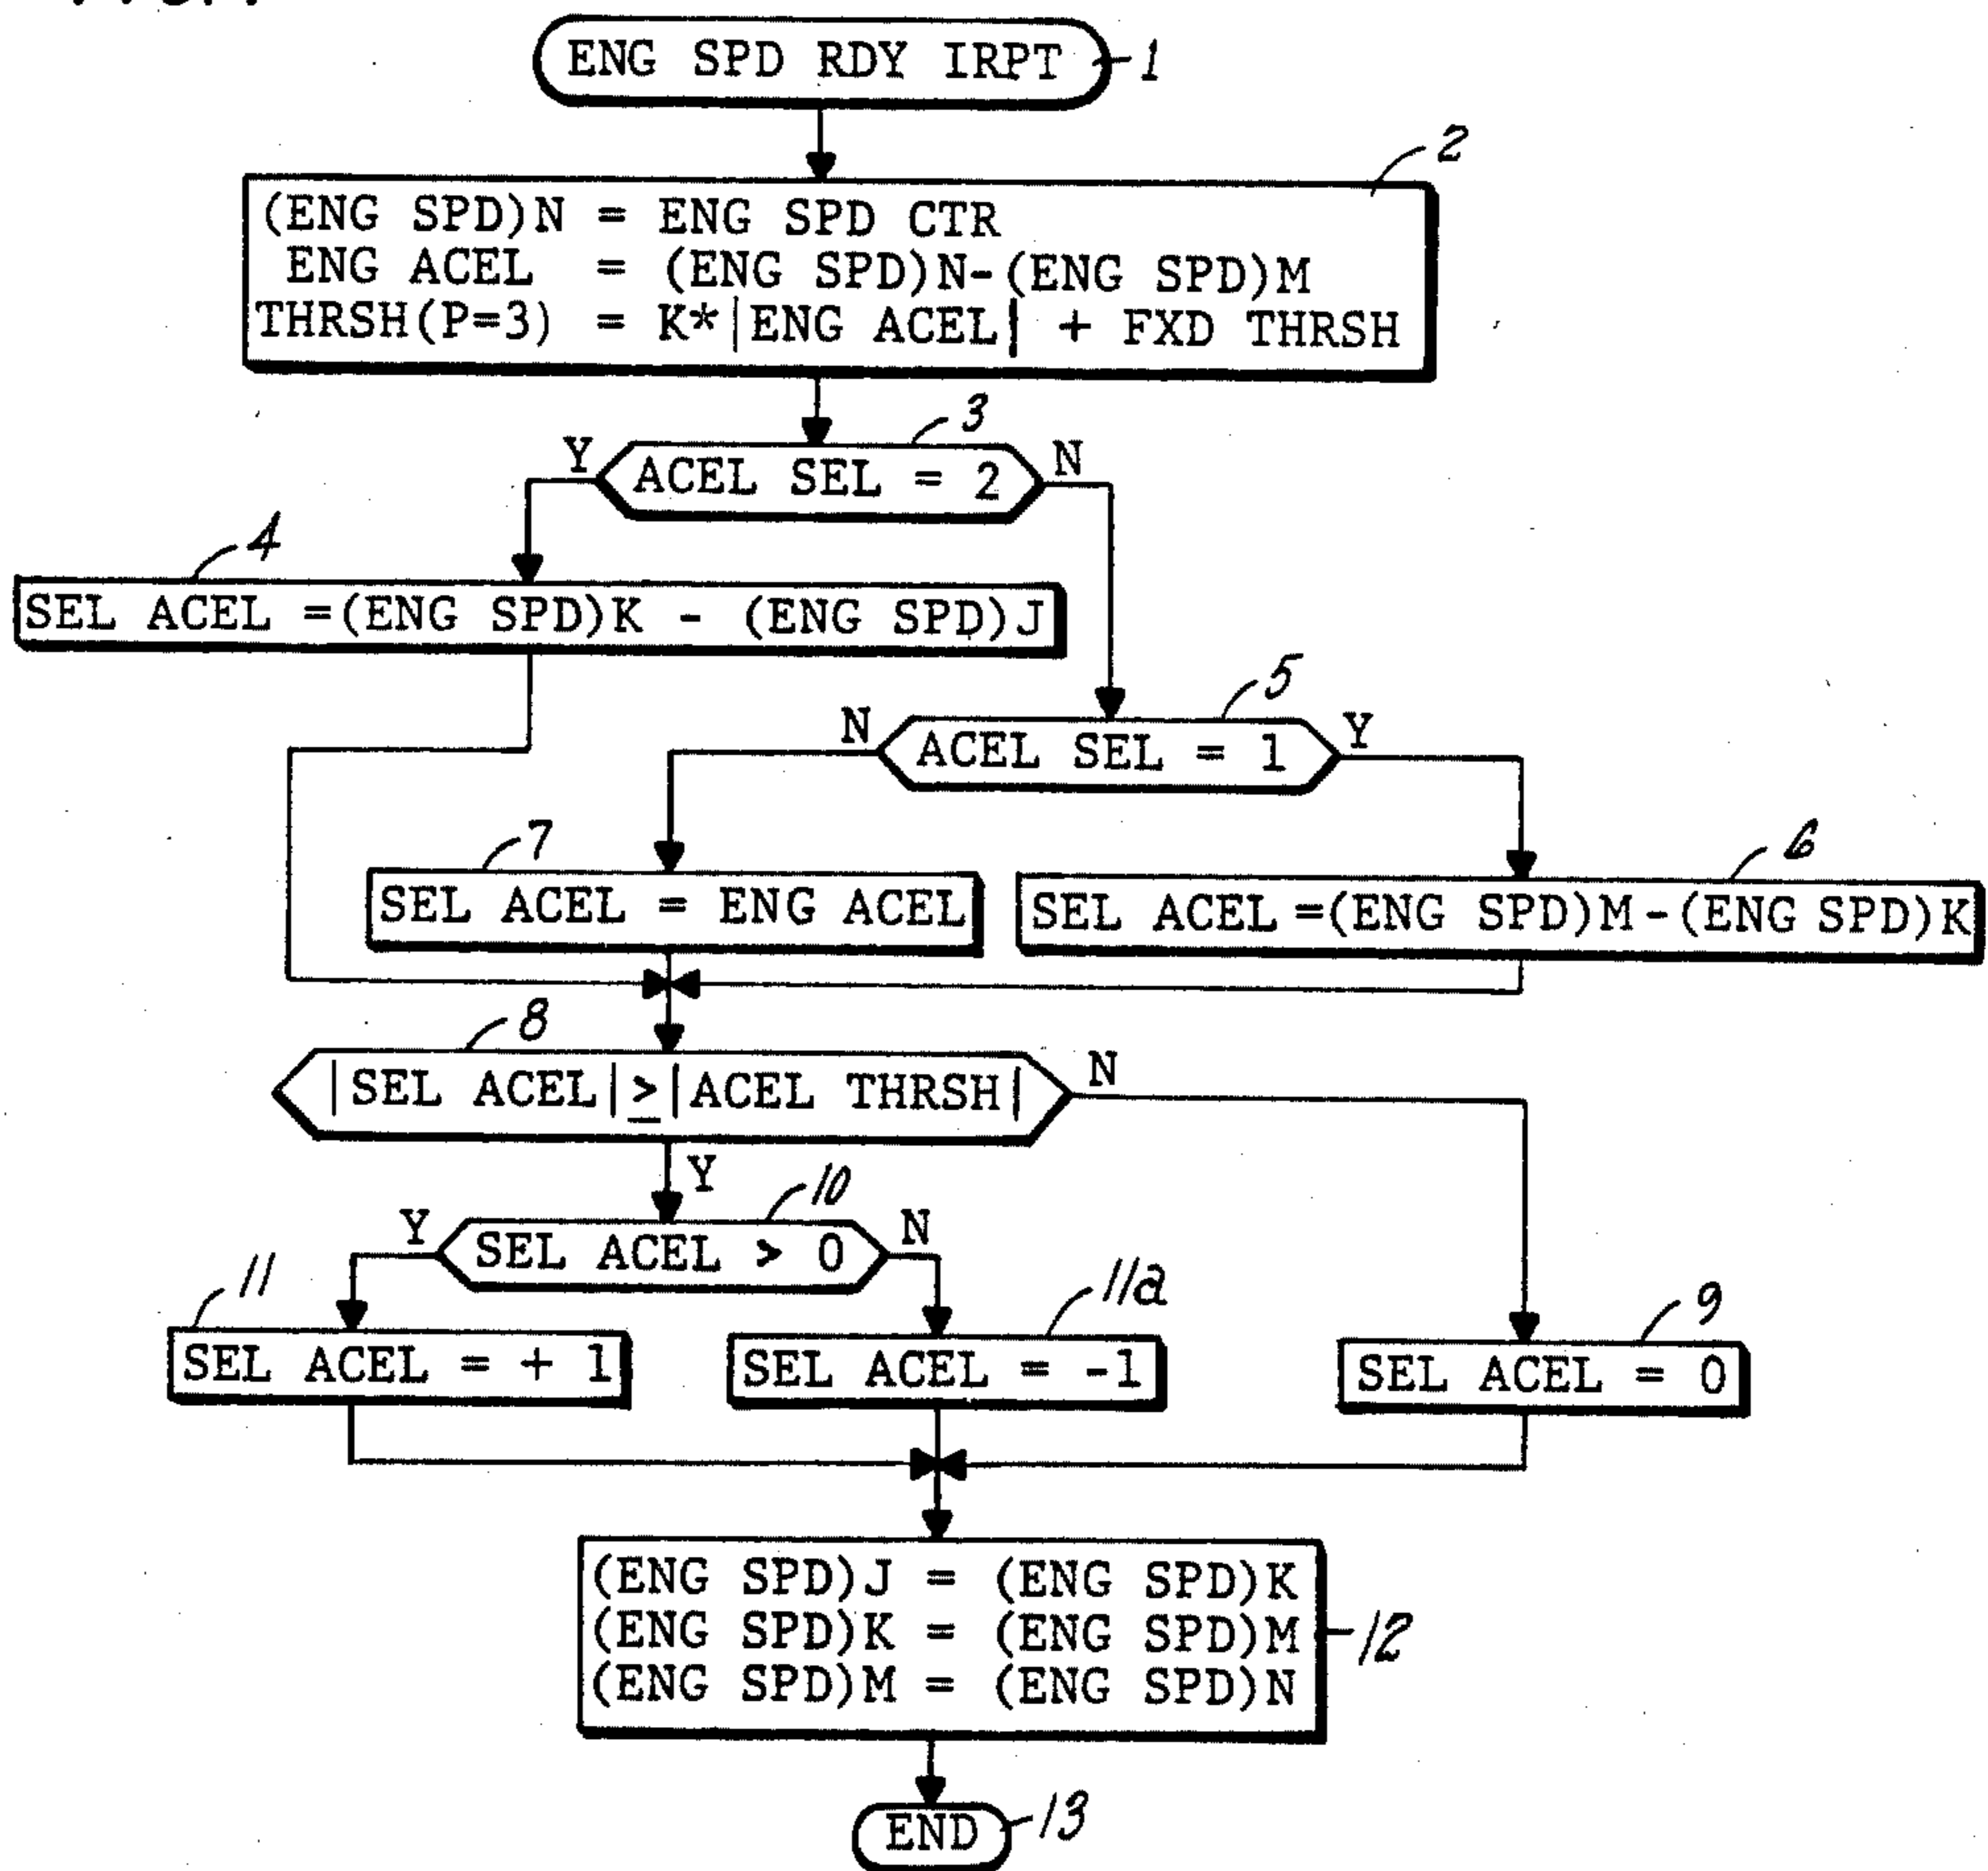 ENG SPD RDY IRPT 1
2
(ENG SPD)N = ENG SPD CTR
ENG ACEL = (ENG SPD)N-(ENG SPD)M
THRSH(P=3) = K*|ENG ACEL| + FXD THRSH
3
Y ACEL SEL = 2 N
4
SEL ACEL =(ENG SPD)K - (ENG SPD)J
5
N ACEL SEL = 1 Y
7
6
SEL ACEL = ENG ACEL
SEL ACEL =(ENG SPD)M-(ENG SPD)K
8
|SEL ACEL|≥|ACEL THRSH| N
Y
10
Y SEL ACEL > 0 N
11
11a
9
SEL ACEL = + 1
SEL ACEL = -1
SEL ACEL = 0
(ENG SPD)J = (ENG SPD)K
(ENG SPD)K = (ENG SPD)M 12
(ENG SPD)M = (ENG SPD)N
END 13